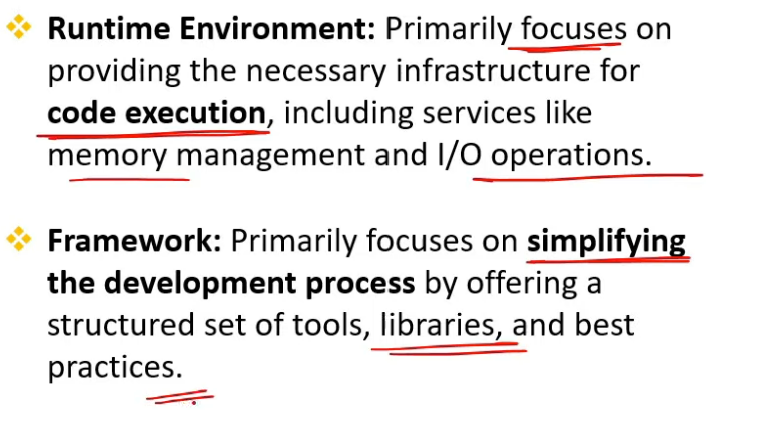 Runtime Environment: Primarily focuses on
providing the necessary infrastructure for
code execution, including services like
memory management and I/O operations.
Framework: Primarily focuses on simplifying
the development process by offering a
structured set of tools, libraries, and best
practices.